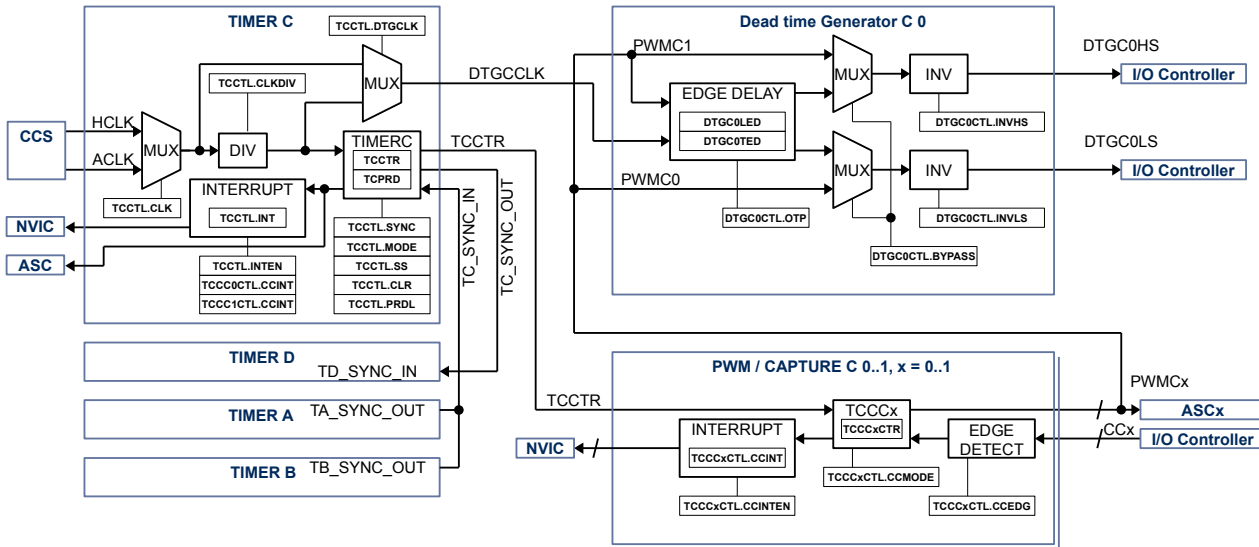 TIMER C
TCCTL.DTGCLK
MUX
DTGCCLK
TCCTL.CLKDIV
CCS
HCLK
ACLK
MUX
DIV
TIMERC
TCCTR
TCPRD
TCCTR
INTERRUPT
TCCTL.INT
TCCTL.CLK
NVIC
ASC
TCCTL.INTEN
TCCC0CTL.CCINT
TCCC1CTL.CCINT
TCCTL.SYNC
TCCTL.MODE
TCCTL.SS
TCCTL.CLR
TCCTL.PRDL
TC_SYNC_IN
TC_SYNC_OUT
TIMER D
TD_SYNC_IN
TIMER A
TA_SYNC_OUT
TIMER B
TB_SYNC_OUT
Dead time Generator C 0
PWMC1
EDGE DELAY
DTGC0LED
DTGC0TED
MUX
INV
DTGC0HS
I/O Controller
DTGC0CTL.INVHS
PWMC0
MUX
INV
DTGC0LS
I/O Controller
DTGC0CTL.OTP
DTGC0CTL.INVLS
DTGC0CTL.BYPASS
PWM / CAPTURE C 0..1, x = 0..1
TCCTR
TCCCx
TCCCxCTR
PWMCx
ASCx
NVIC
INTERRUPT
TCCCxCTL.CCINT
EDGE
DETECT
CCx
I/O Controller
TCCCxCTL.CCMODE
TCCCxCTL.CCINTEN
TCCCxCTL.CCEDG